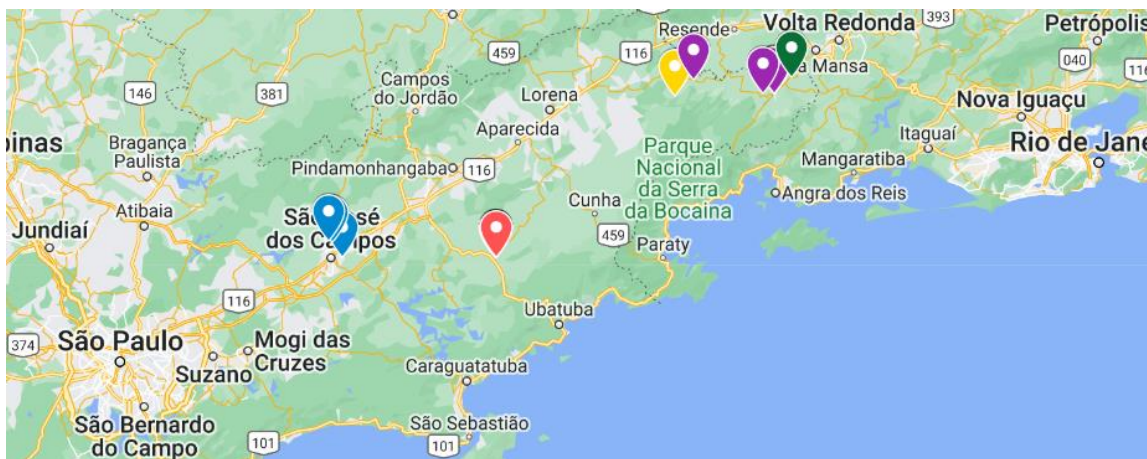 393
Volta Redonda
Petrópolis
Resende
459
116
a Mansa
040
Campos
do Jordão
146
381
Lorena
Nova Iguaçu
Bragança
Paulista
inas
Aparecida
Itaguaí
Rio de Jane
Parque
Nacional
da Serra
da Bocaina
Mangaratiba
Pindamonhangaba
116
Angra dos Reis
Atibaia
Cunha
São José
dos Campos
Jundiaí
459
Paraty
116
Ubatuba
374
São Paulo
Mogi das
Cruzes
Suzano
Caraguatatuba
São Bernardo
do Campo
São Sebastião
101
101